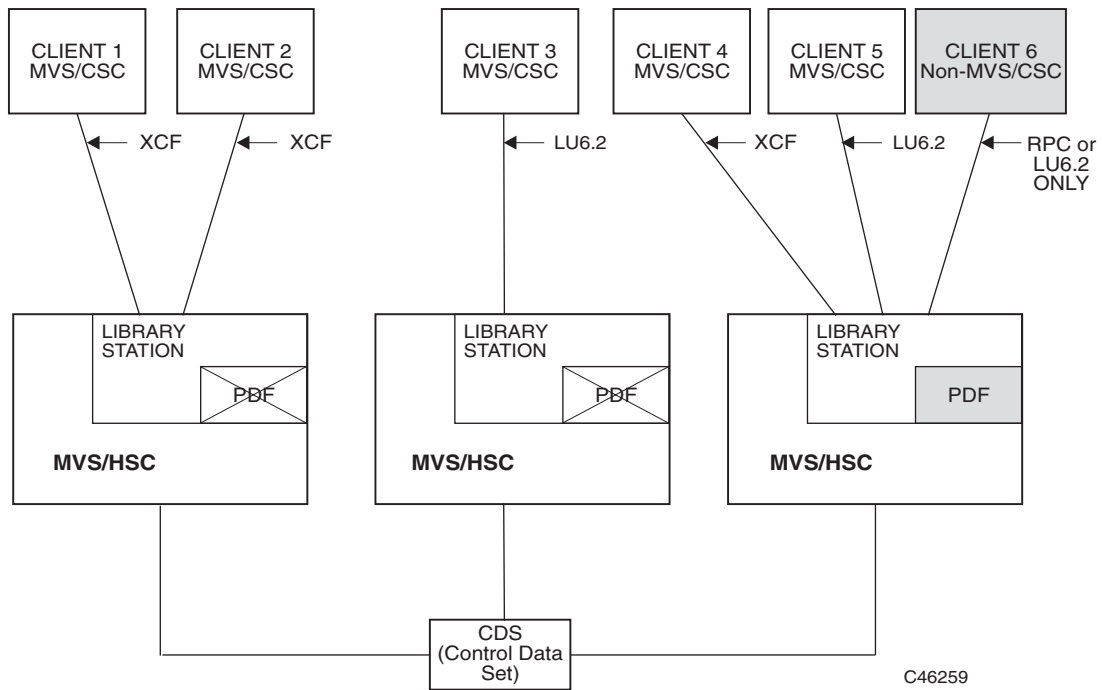 CLIENT 1
MVS/CSC
CLIENT 2
MVS/CSC
CLIENT 3
MVS/CSC
CLIENT 4
MVS/CSC
CLIENT 5
MVS/CSC
CLIENT 6
Non-MVS/CSC
XCF
XCF
LU6.2
XCF
LU6.2
RPC or
LU6.2
ONLY
LIBRARY
STATION
PDF
MVS/HSC
LIBRARY
STATION
PDF
MVS/HSC
LIBRARY
STATION
PDF
MVS/HSC
CDS
(Control Data
Set)
C46259